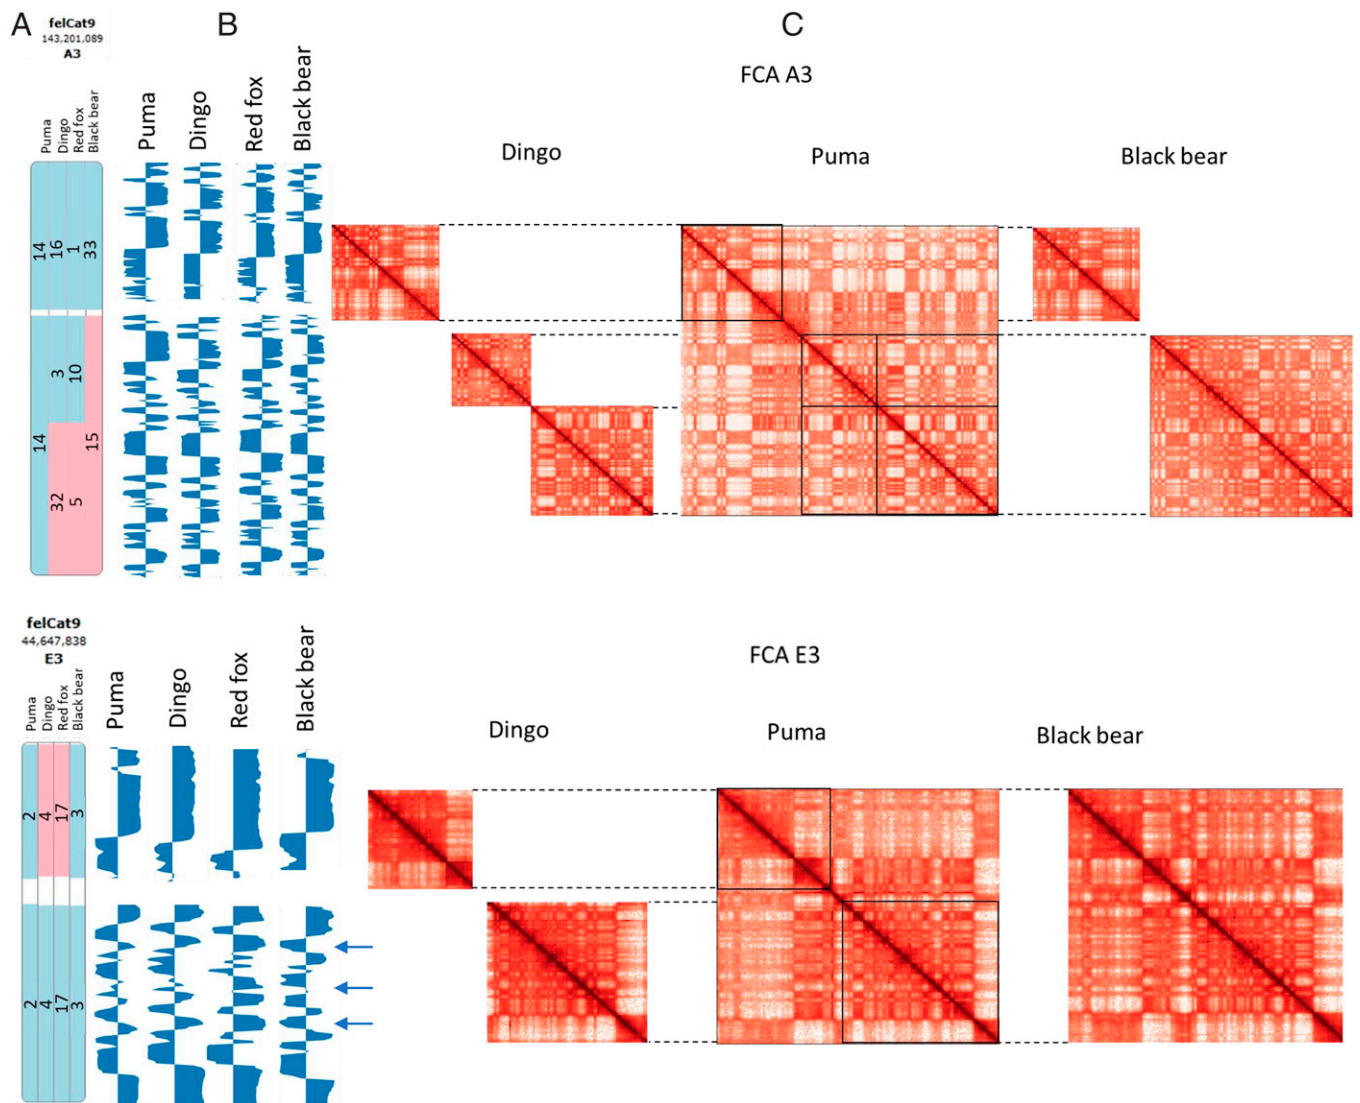 A
felCat9
143,201,089
A3
B
C
FCA A3
Puma
Dingo
Red fox
Black bear
Puma
Dingo
Red fox
Black bear
Dingo
Puma
Black bear
14
16
1
33
3
10
14
15
32
5
felCat9
44,647,838
E3
FCA E3
Puma
Dingo
Red fox
Black bear
Puma
Dingo
Red fox
Black bear
Dingo
Puma
Black bear
2
4
17
3
2
4
17
3